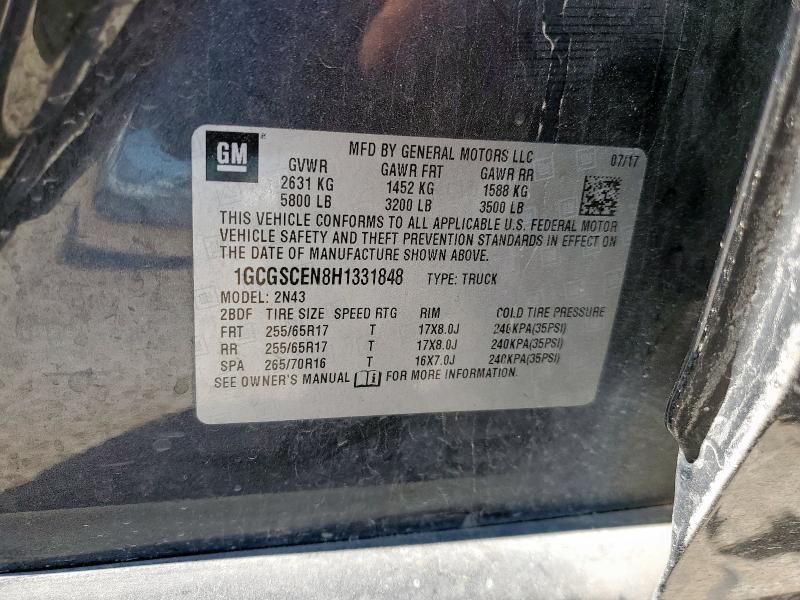 GM
MFD BY GENERAL MOTORS LLC 07/17
GVWR GAWR FRT GAWR RR
2631 KG 1452 KG 1588 KG
5800 LB 3200 LB 3500 LB
THIS VEHICLE CONFORMS TO ALL APPLICABLE U.S. FEDERAL MOTOR
VEHICLE SAFETY AND THEFT PREVENTION STANDARDS IN EFFECT ON
THE DATE OF MANUFACTURE SHOWN ABOVE.
1GCGSCEN8H1331848 TYPE: TRUCK
MODEL: 2N43
2BDF TIRE SIZE SPEED RTG RIM COLD TIRE PRESSURE
FRT 255/65R17 T 17X8.0J 240KPA(35PSI)
RR 255/65R17 T 17X8.0J 240KPA(35PSI)
SPA 265/70R16 T 16X7.0J 240KPA(35PSI)
SEE OWNER'S MANUAL FOR MORE INFORMATION.